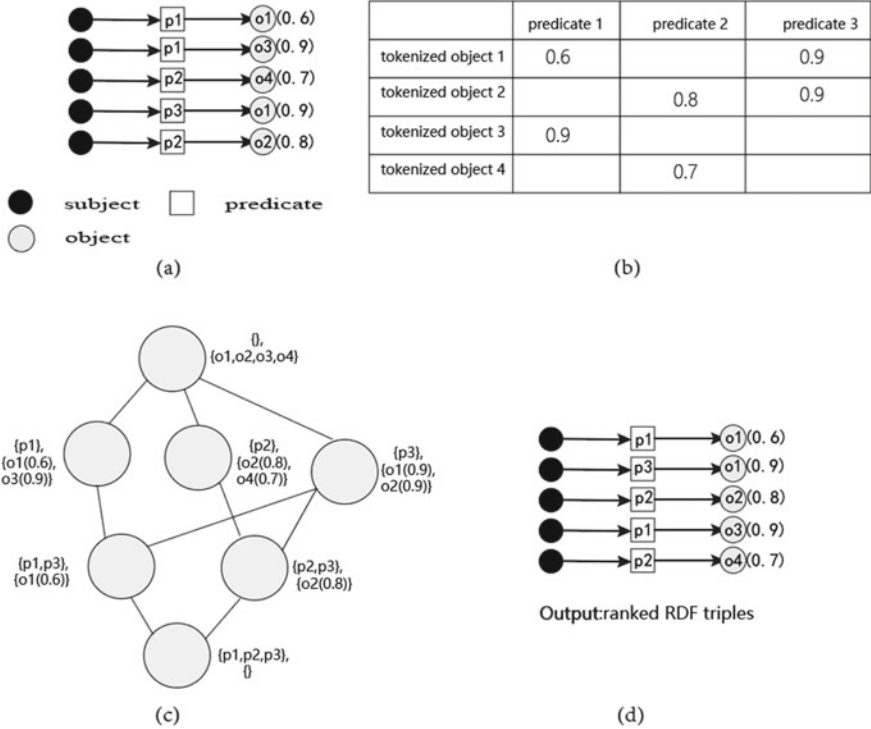 p1 o1(0.6)
p1 o3(0.9)
p2 o4(0.7)
p3 o1(0.9)
p2 o2(0.8)
subject predicate
object
(a)
predicate 1 predicate 2 predicate 3
tokenized object 1 0.6 0.9
tokenized object 2 0.8 0.9
tokenized object 3 0.9
tokenized object 4 0.7
(b)
{},
{o1,o2,o3,o4}
{p1},
{o1(0.6),
o3(0.9)}
{p2},
{o2(0.8),
o4(0.7)}
{p3},
{o1(0.9),
o2(0.9)}
{p1,p3},
{o1(0.6)}
{p2,p3},
{o2(0.8)}
{p1,p2,p3},
{}
(c)
p1 o1(0.6)
p3 o1(0.9)
p2 o2(0.8)
p1 o3(0.9)
p2 o4(0.7)
Output:ranked RDF triples
(d)